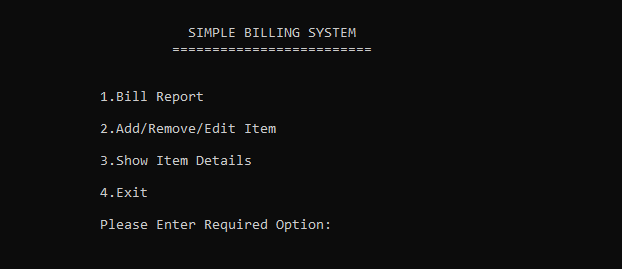 SIMPLE BILLING SYSTEM
=========================
1.Bill Report
2.Add/Remove/Edit Item
3.Show Item Details
4.Exit
Please Enter Required Option: